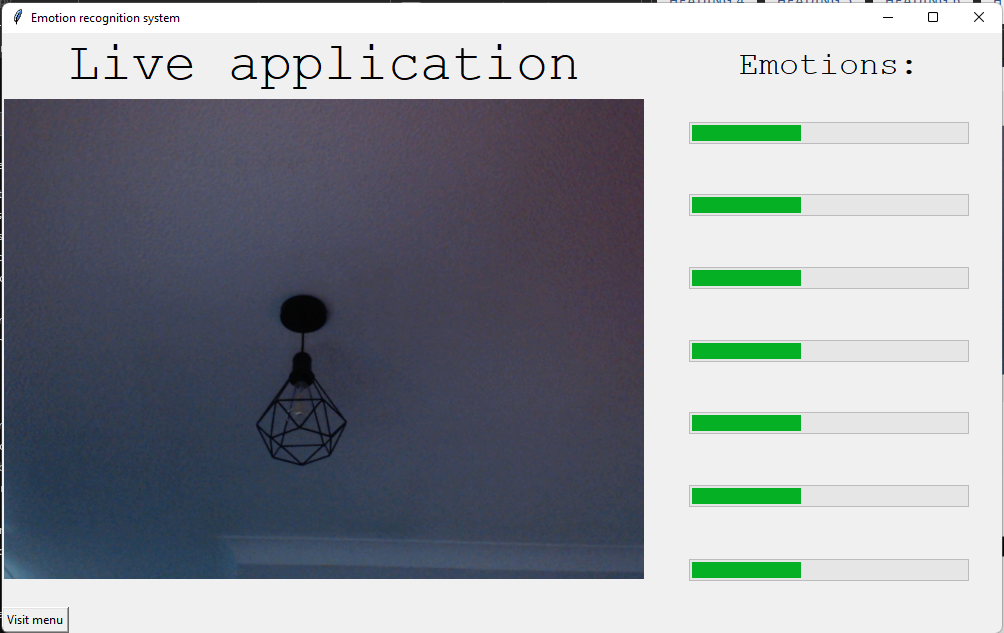 Emotion recognition system
Live application
Emotions:
Visit menu